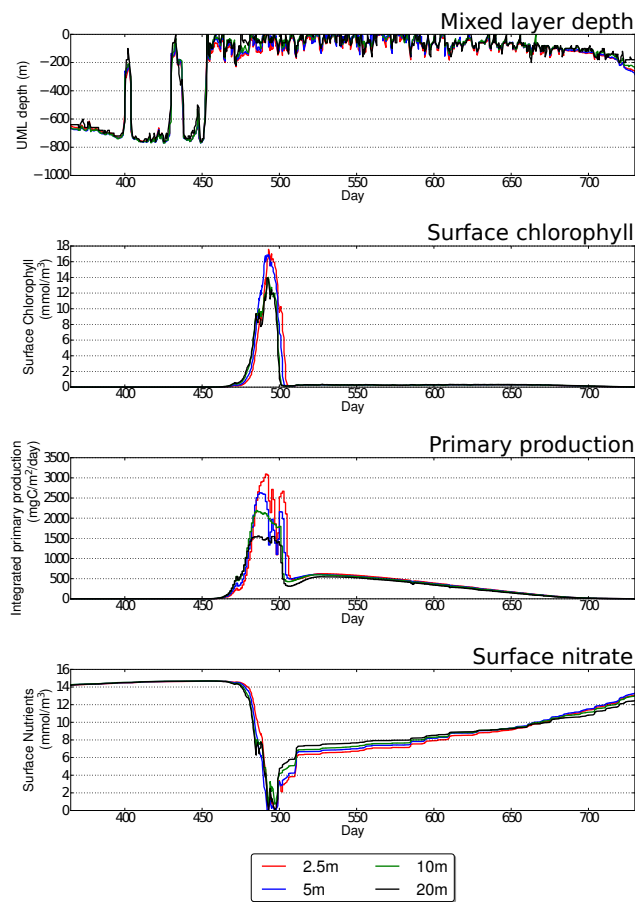 Mixed layer depth
0
−200
−400
−600
−800
−1000
UML depth (m)
400 450 500 550 600 650 700
Day
Surface chlorophyll
18
16
14
12
10
8
6
4
2
0
Surface Chlorophyll
(mmol/m³)
400 450 500 550 600 650 700
Day
Primary production
3500
3000
2500
2000
1500
1000
500
0
Integrated primary production
(mgC/m²/day)
400 450 500 550 600 650 700
Day
Surface nitrate
16
14
12
10
8
6
4
2
0
Surface Nutrients
(mmol/m³)
400 450 500 550 600 650 700
Day
2.5m 10m
5m 20m